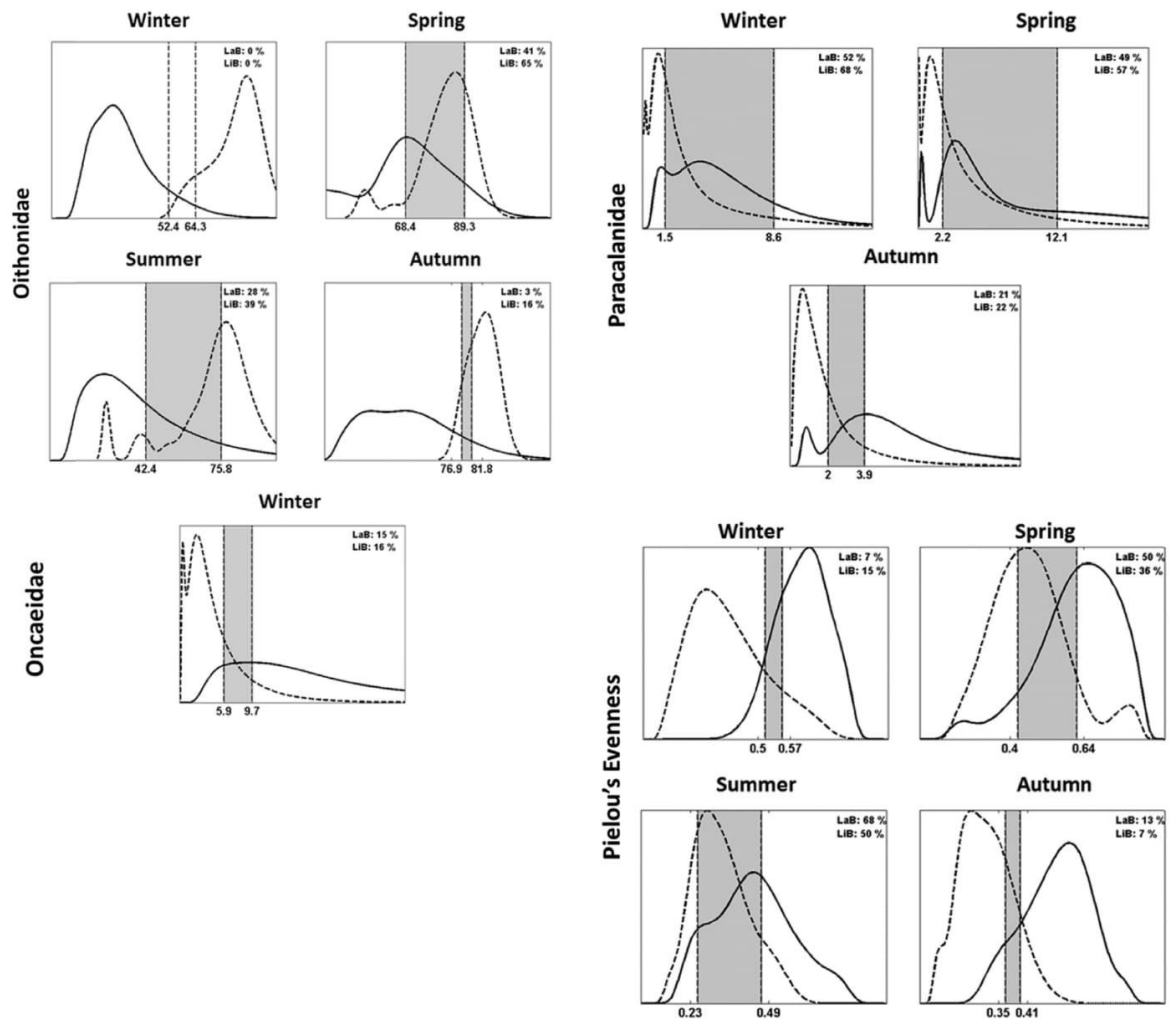 Winter
Spring
LaB: 0 %
LiB: 0 %
LaB: 41 %
LiB: 65 %
52.4 64.3
68.4 89.3
Oithonidae
Summer
Autumn
LaB: 28 %
LiB: 39 %
LaB: 3 %
LiB: 16 %
42.4 75.8
76.9 81.8
Winter
LaB: 15 %
LiB: 16 %
Oncaeidae
5.9 9.7
Winter
Spring
LaB: 52 %
LiB: 68 %
LaB: 49 %
LiB: 57 %
1.5 8.6
2.2 12.1
Paracalanidae
Autumn
LaB: 21 %
LiB: 22 %
2 3.9
Winter
Spring
LaB: 7 %
LiB: 15 %
LaB: 50 %
LiB: 36 %
0.5 0.57
0.4 0.64
Pielou's Evenness
Summer
Autumn
LaB: 68 %
LiB: 50 %
LaB: 13 %
LiB: 7 %
0.23 0.49
0.35 0.41